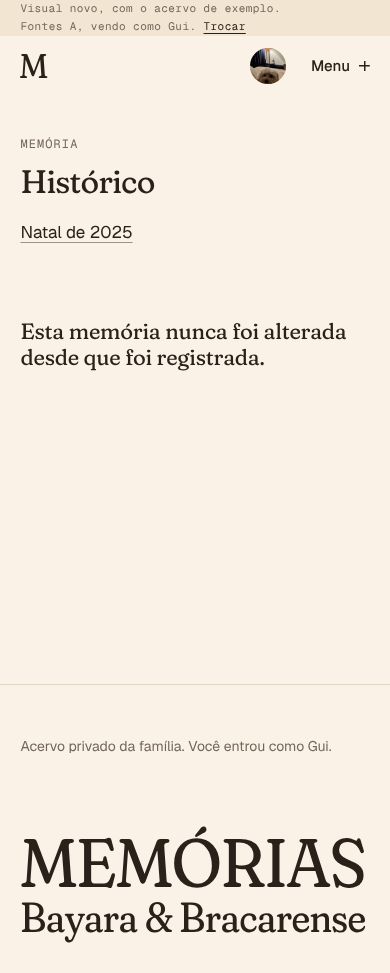 Visual novo, com o acervo de exemplo.
Fontes A, vendo como Gui. Trocar
M
Menu +
MEMÓRIA
Histórico
Natal de 2025
Esta memória nunca foi alterada
desde que foi registrada.
Acervo privado da família. Você entrou como Gui.
MEMÓRIAS
Bayara & Bracarense